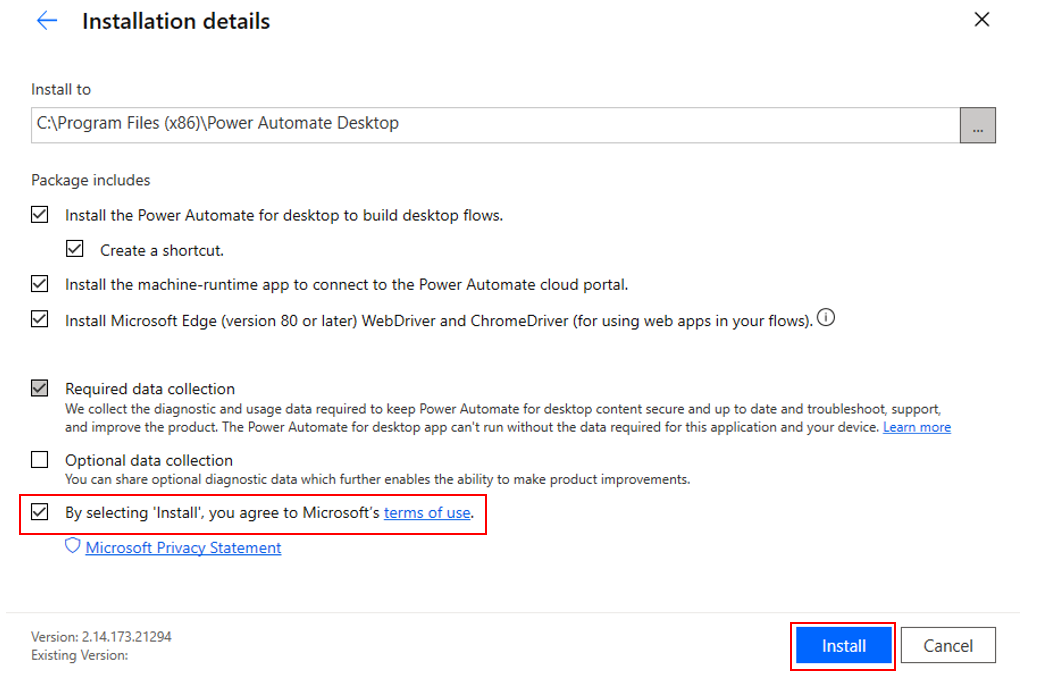 Installation details
Install to
C:\Program Files (x86)\Power Automate Desktop
...
Package includes
Install the Power Automate for desktop to build desktop flows.
Create a shortcut.
Install the machine-runtime app to connect to the Power Automate cloud portal.
Install Microsoft Edge (version 80 or later) WebDriver and ChromeDriver (for using web apps in your flows).
Required data collection
We collect the diagnostic and usage data required to keep Power Automate for desktop content secure and up to date and troubleshoot, support,
and improve the product. The Power Automate for desktop app can't run without the data required for this application and your device. Learn more
Optional data collection
You can share optional diagnostic data which further enables the ability to make product improvements.
By selecting 'Install', you agree to Microsoft's terms of use.
Microsoft Privacy Statement
Version: 2.14.173.21294
Existing Version:
Install
Cancel